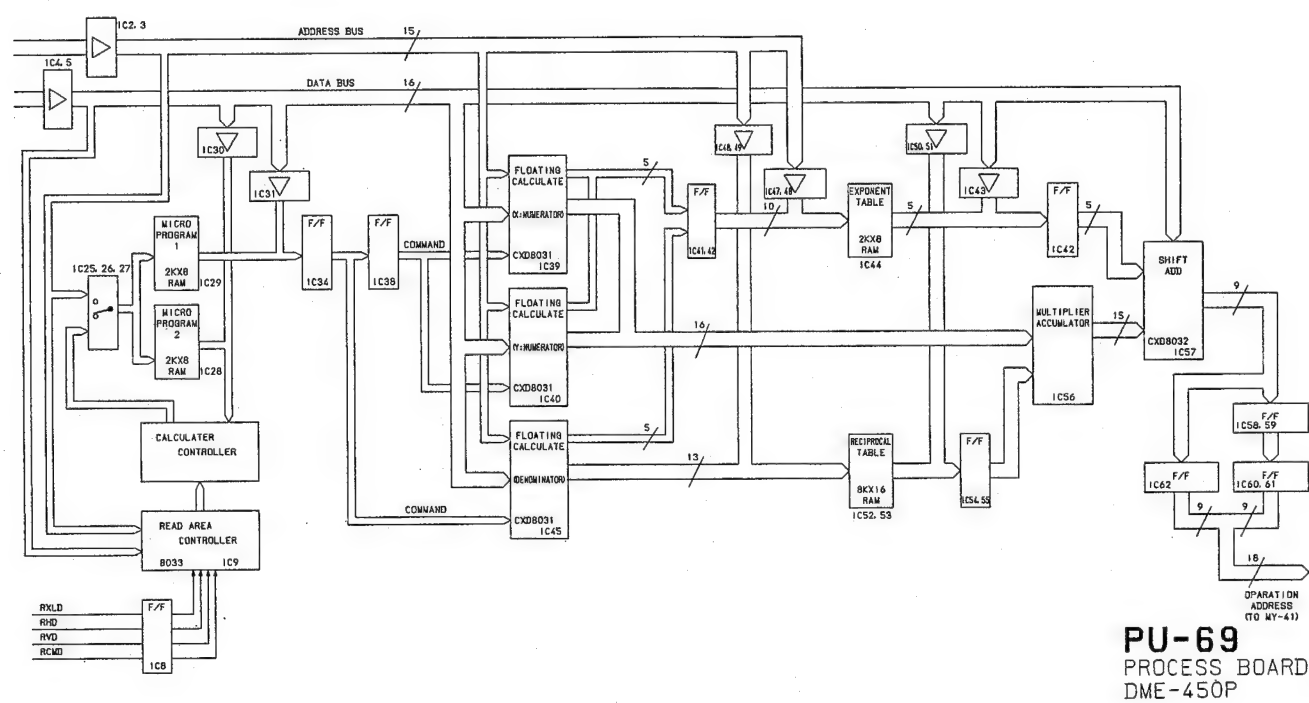 IC2.3
ADDRESS BUS
15
IC4.5
DATA BUS
16
IC30
IC31
IC48.49
IC47.48
IC50.51
IC43
MICRO
PROGRAM
1
2KX8
RAM
IC29
MICRO
PROGRAM
2
2KX8
RAM
IC28
IC25.26.27
F/F
IC34
F/F
IC38
COMMAND
FLOATING
CALCULATE
(X:NUMERATOR)
CXD8031
IC39
FLOATING
CALCULATE
(Y:NUMERATOR)
CXD8031
IC40
FLOATING
CALCULATE
(DENOMINATOR)
CXD8031
IC45
COMMAND
5
5
16
13
F/F
IC41.42
10
EXPONENT
TABLE
2KX8
RAM
IC44
5
F/F
IC42
5
RECIPROCAL
TABLE
8KX16
RAM
IC52.53
F/F
IC54.55
MULTIPLIER
ACCUMLATOR
IC56
15
SHIFT
ADD
CXD8032
IC57
9
F/F
IC58.59
F/F
IC62
F/F
IC60.61
9
9
18
OPARATION
ADDRESS
(TO MY-41)
CALCULATER
CONTROLLER
READ AREA
CONTROLLER
8033
IC9
RXLD
RHD
RVD
RCMD
F/F
IC8
PU-69
PROCESS BOARD
DME-450P